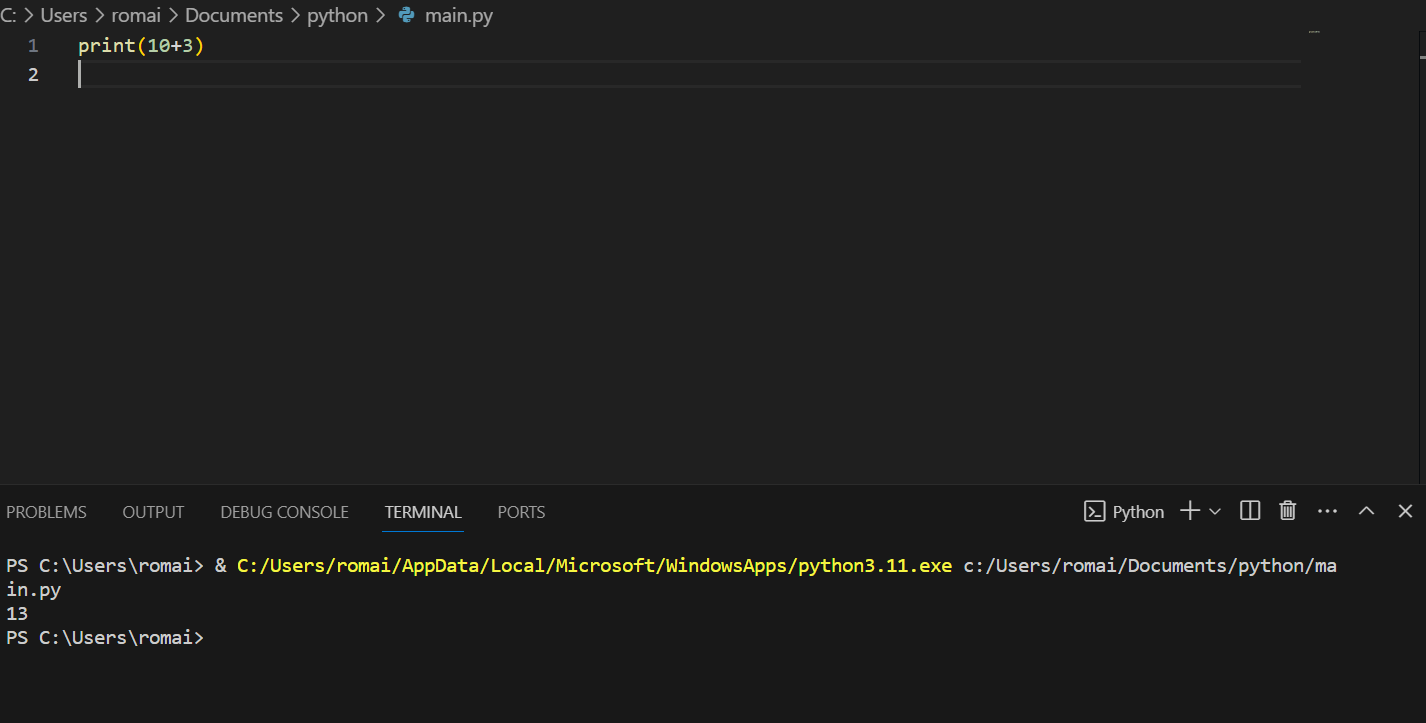 C: > Users > romai > Documents > python > main.py
1 print(10+3)
2
PROBLEMS OUTPUT DEBUG CONSOLE TERMINAL PORTS Python
PS C:\Users\romai> & C:/Users/romai/AppData/Local/Microsoft/WindowsApps/python3.11.exe c:/Users/romai/Documents/python/ma
in.py
13
PS C:\Users\romai>